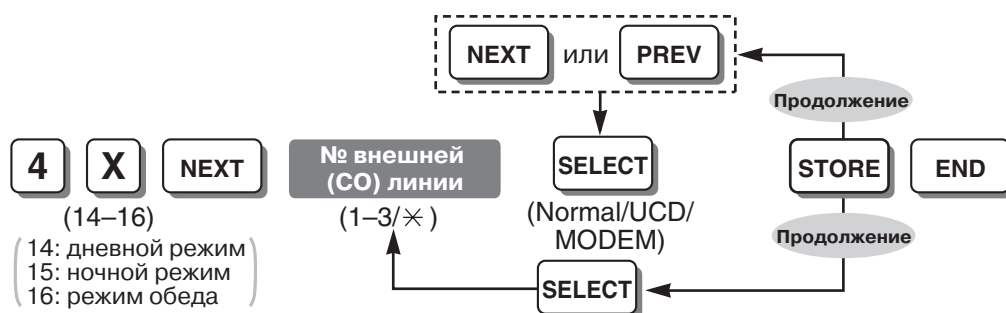 NEXT или PREV
Продолжение
4 X NEXT
№ внешней
(CO) линии
SELECT
STORE END
(14–16)
(1–3/✳)
(Normal/UCD/
MODEM)
Продолжение
14: дневной режим
15: ночной режим
16: режим обеда
SELECT